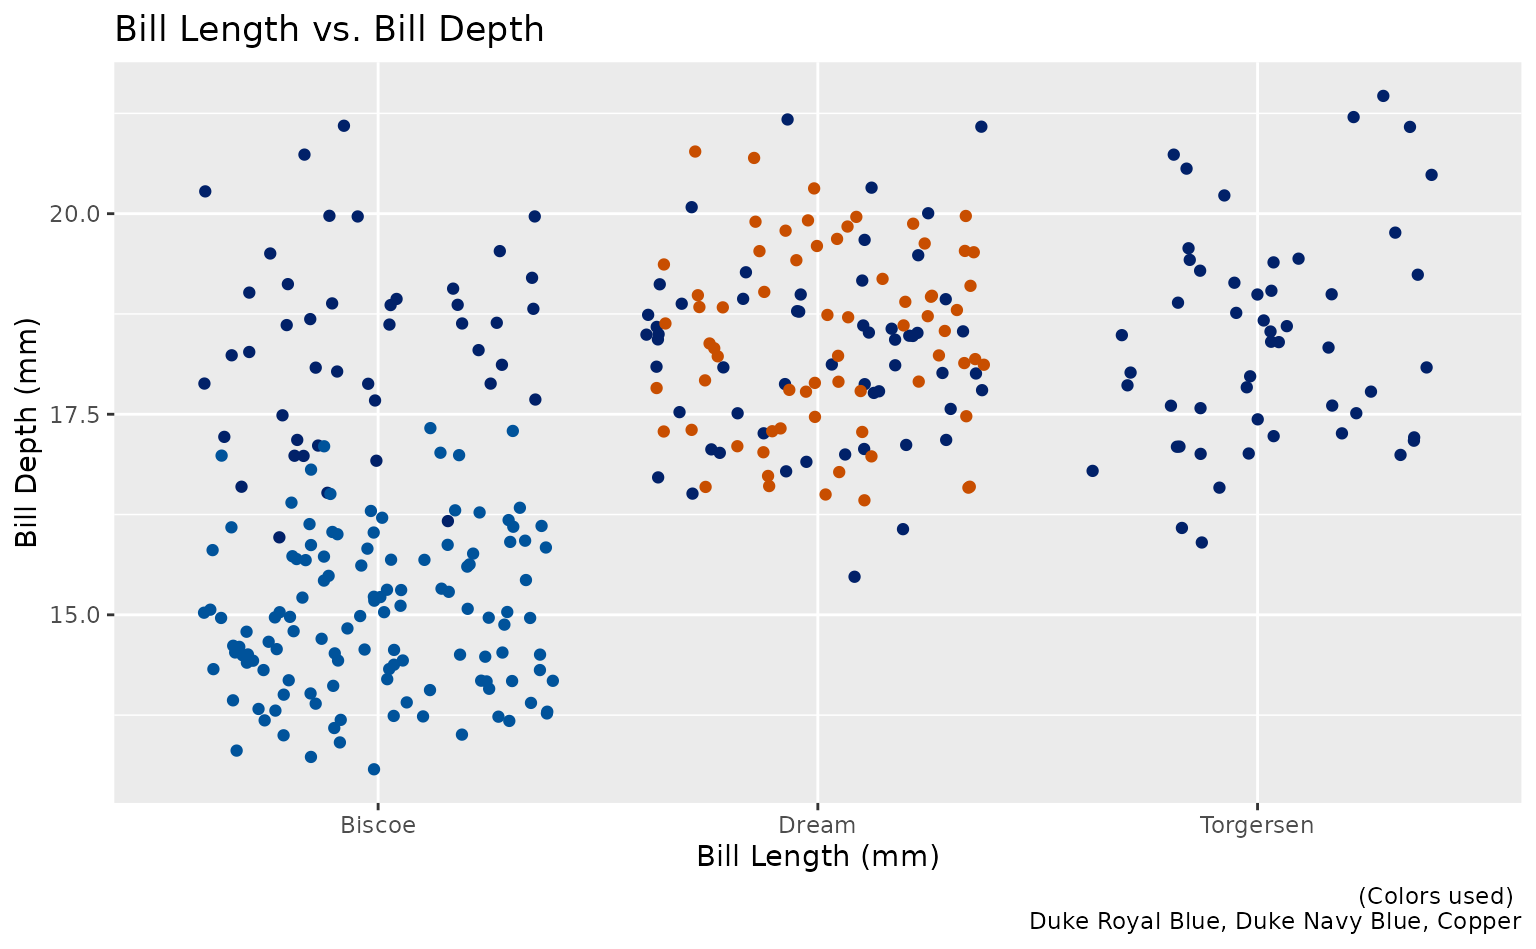 Bill Length vs. Bill Depth
Bill Depth (mm)
20.0
17.5
15.0
Biscoe Dream Torgersen
Bill Length (mm)
(Colors used)
Duke Royal Blue, Duke Navy Blue, Copper